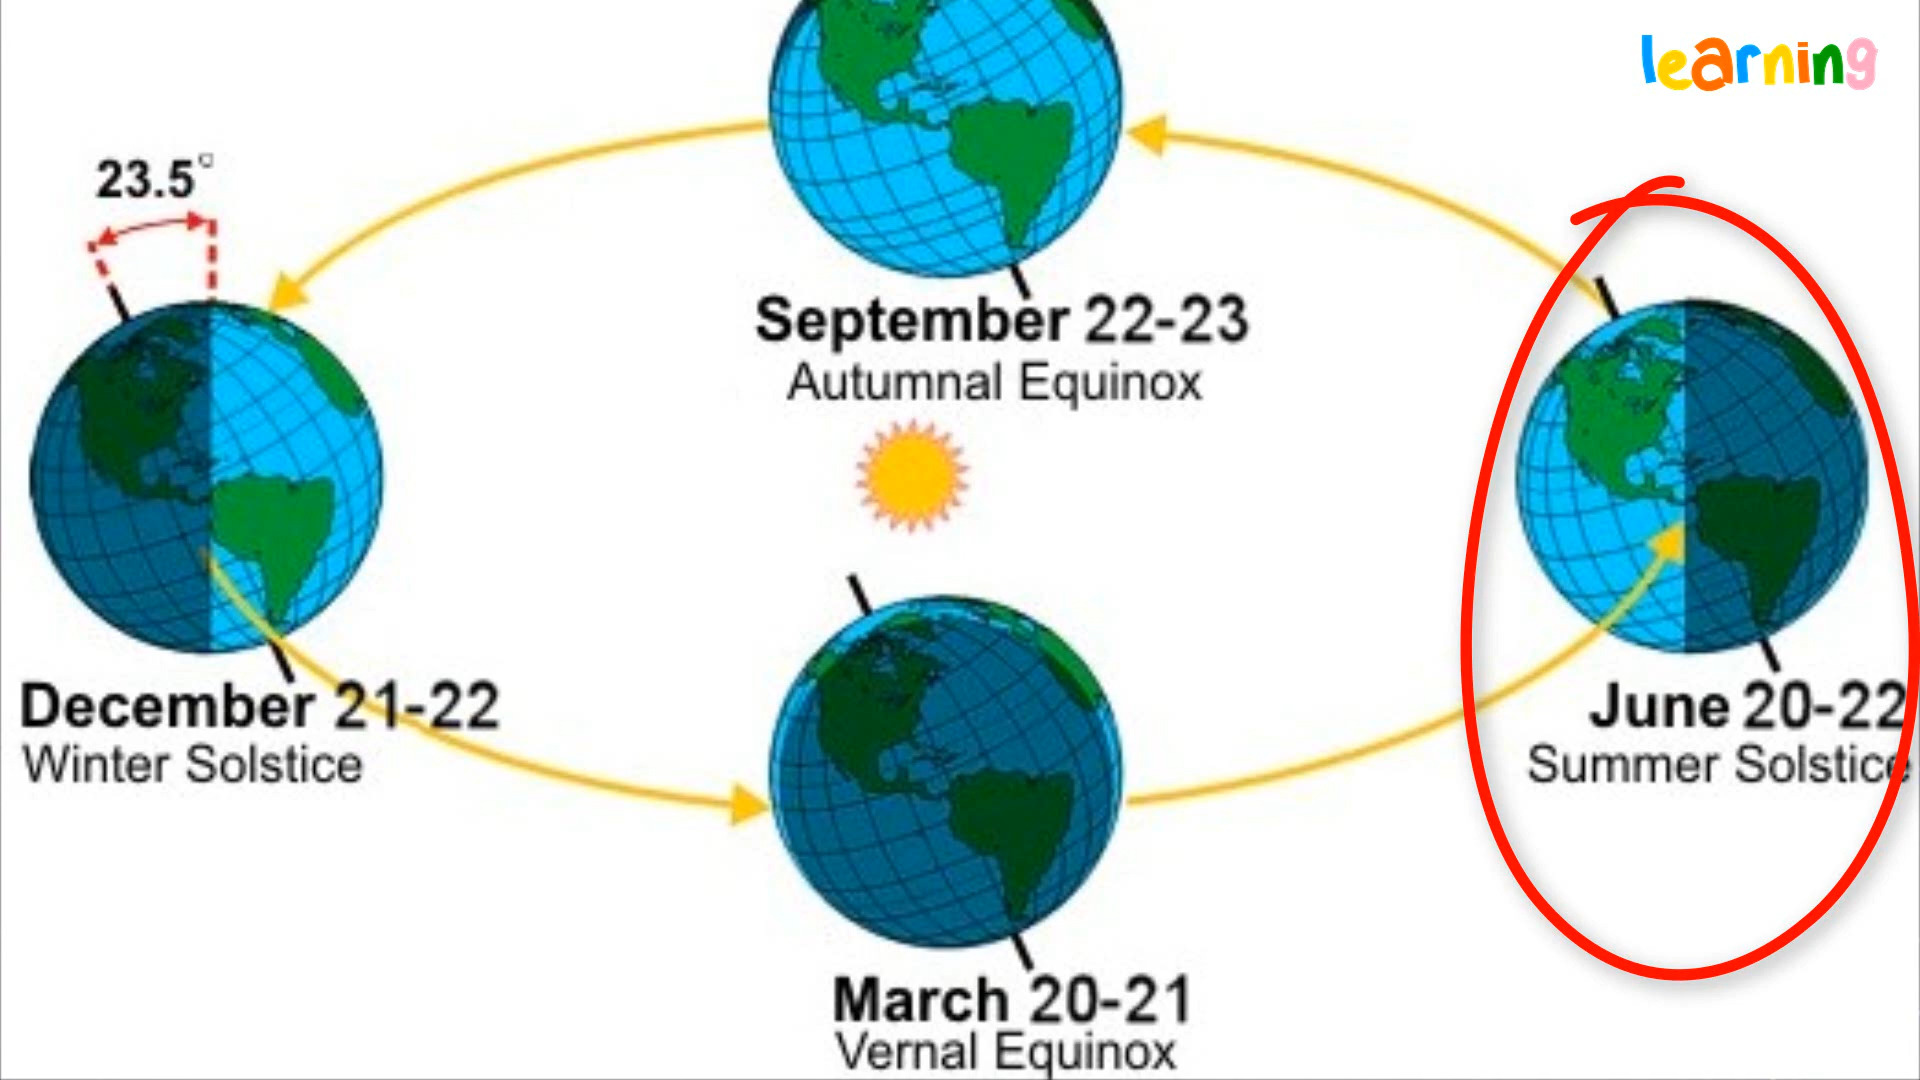 learning
23.5°
September 22-23
Autumnal Equinox
December 21-22
Winter Solstice
June 20-22
Summer Solstice
March 20-21
Vernal Equinox